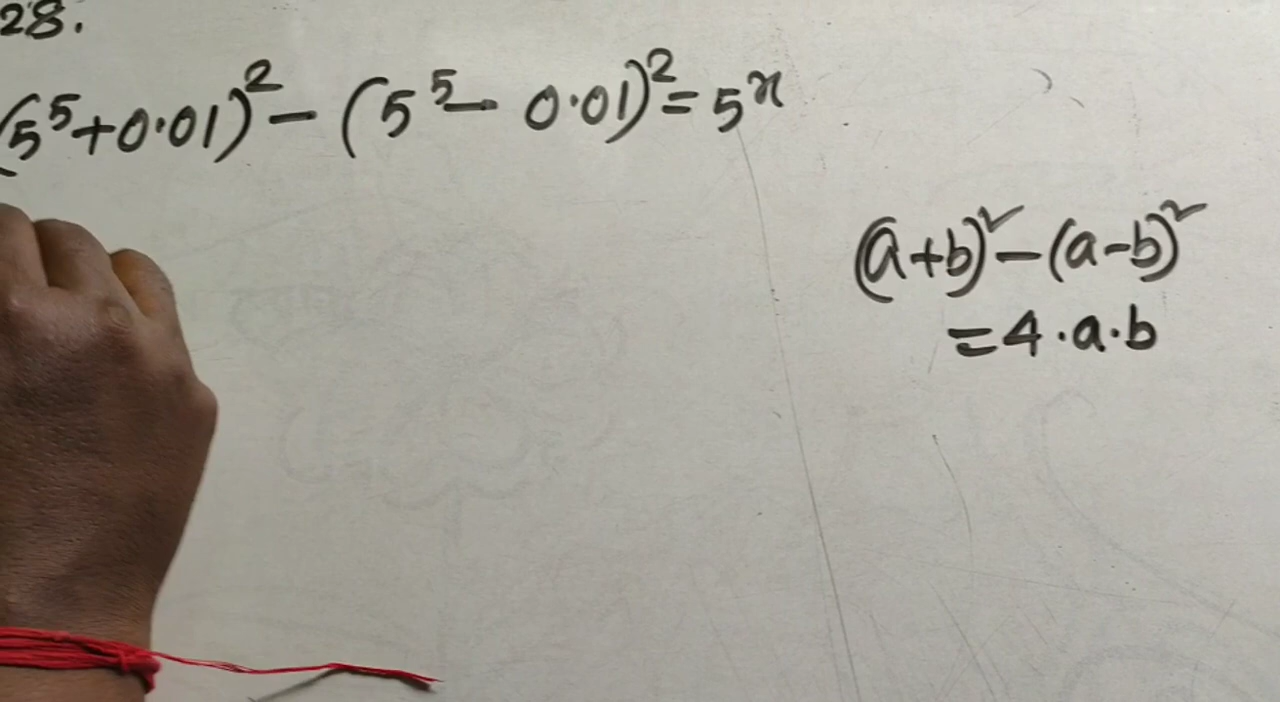 28.
(5⁵+0·01)² - (5⁵ - 0·01)² = 5ˣ
(a+b)² - (a-b)²
= 4·a·b